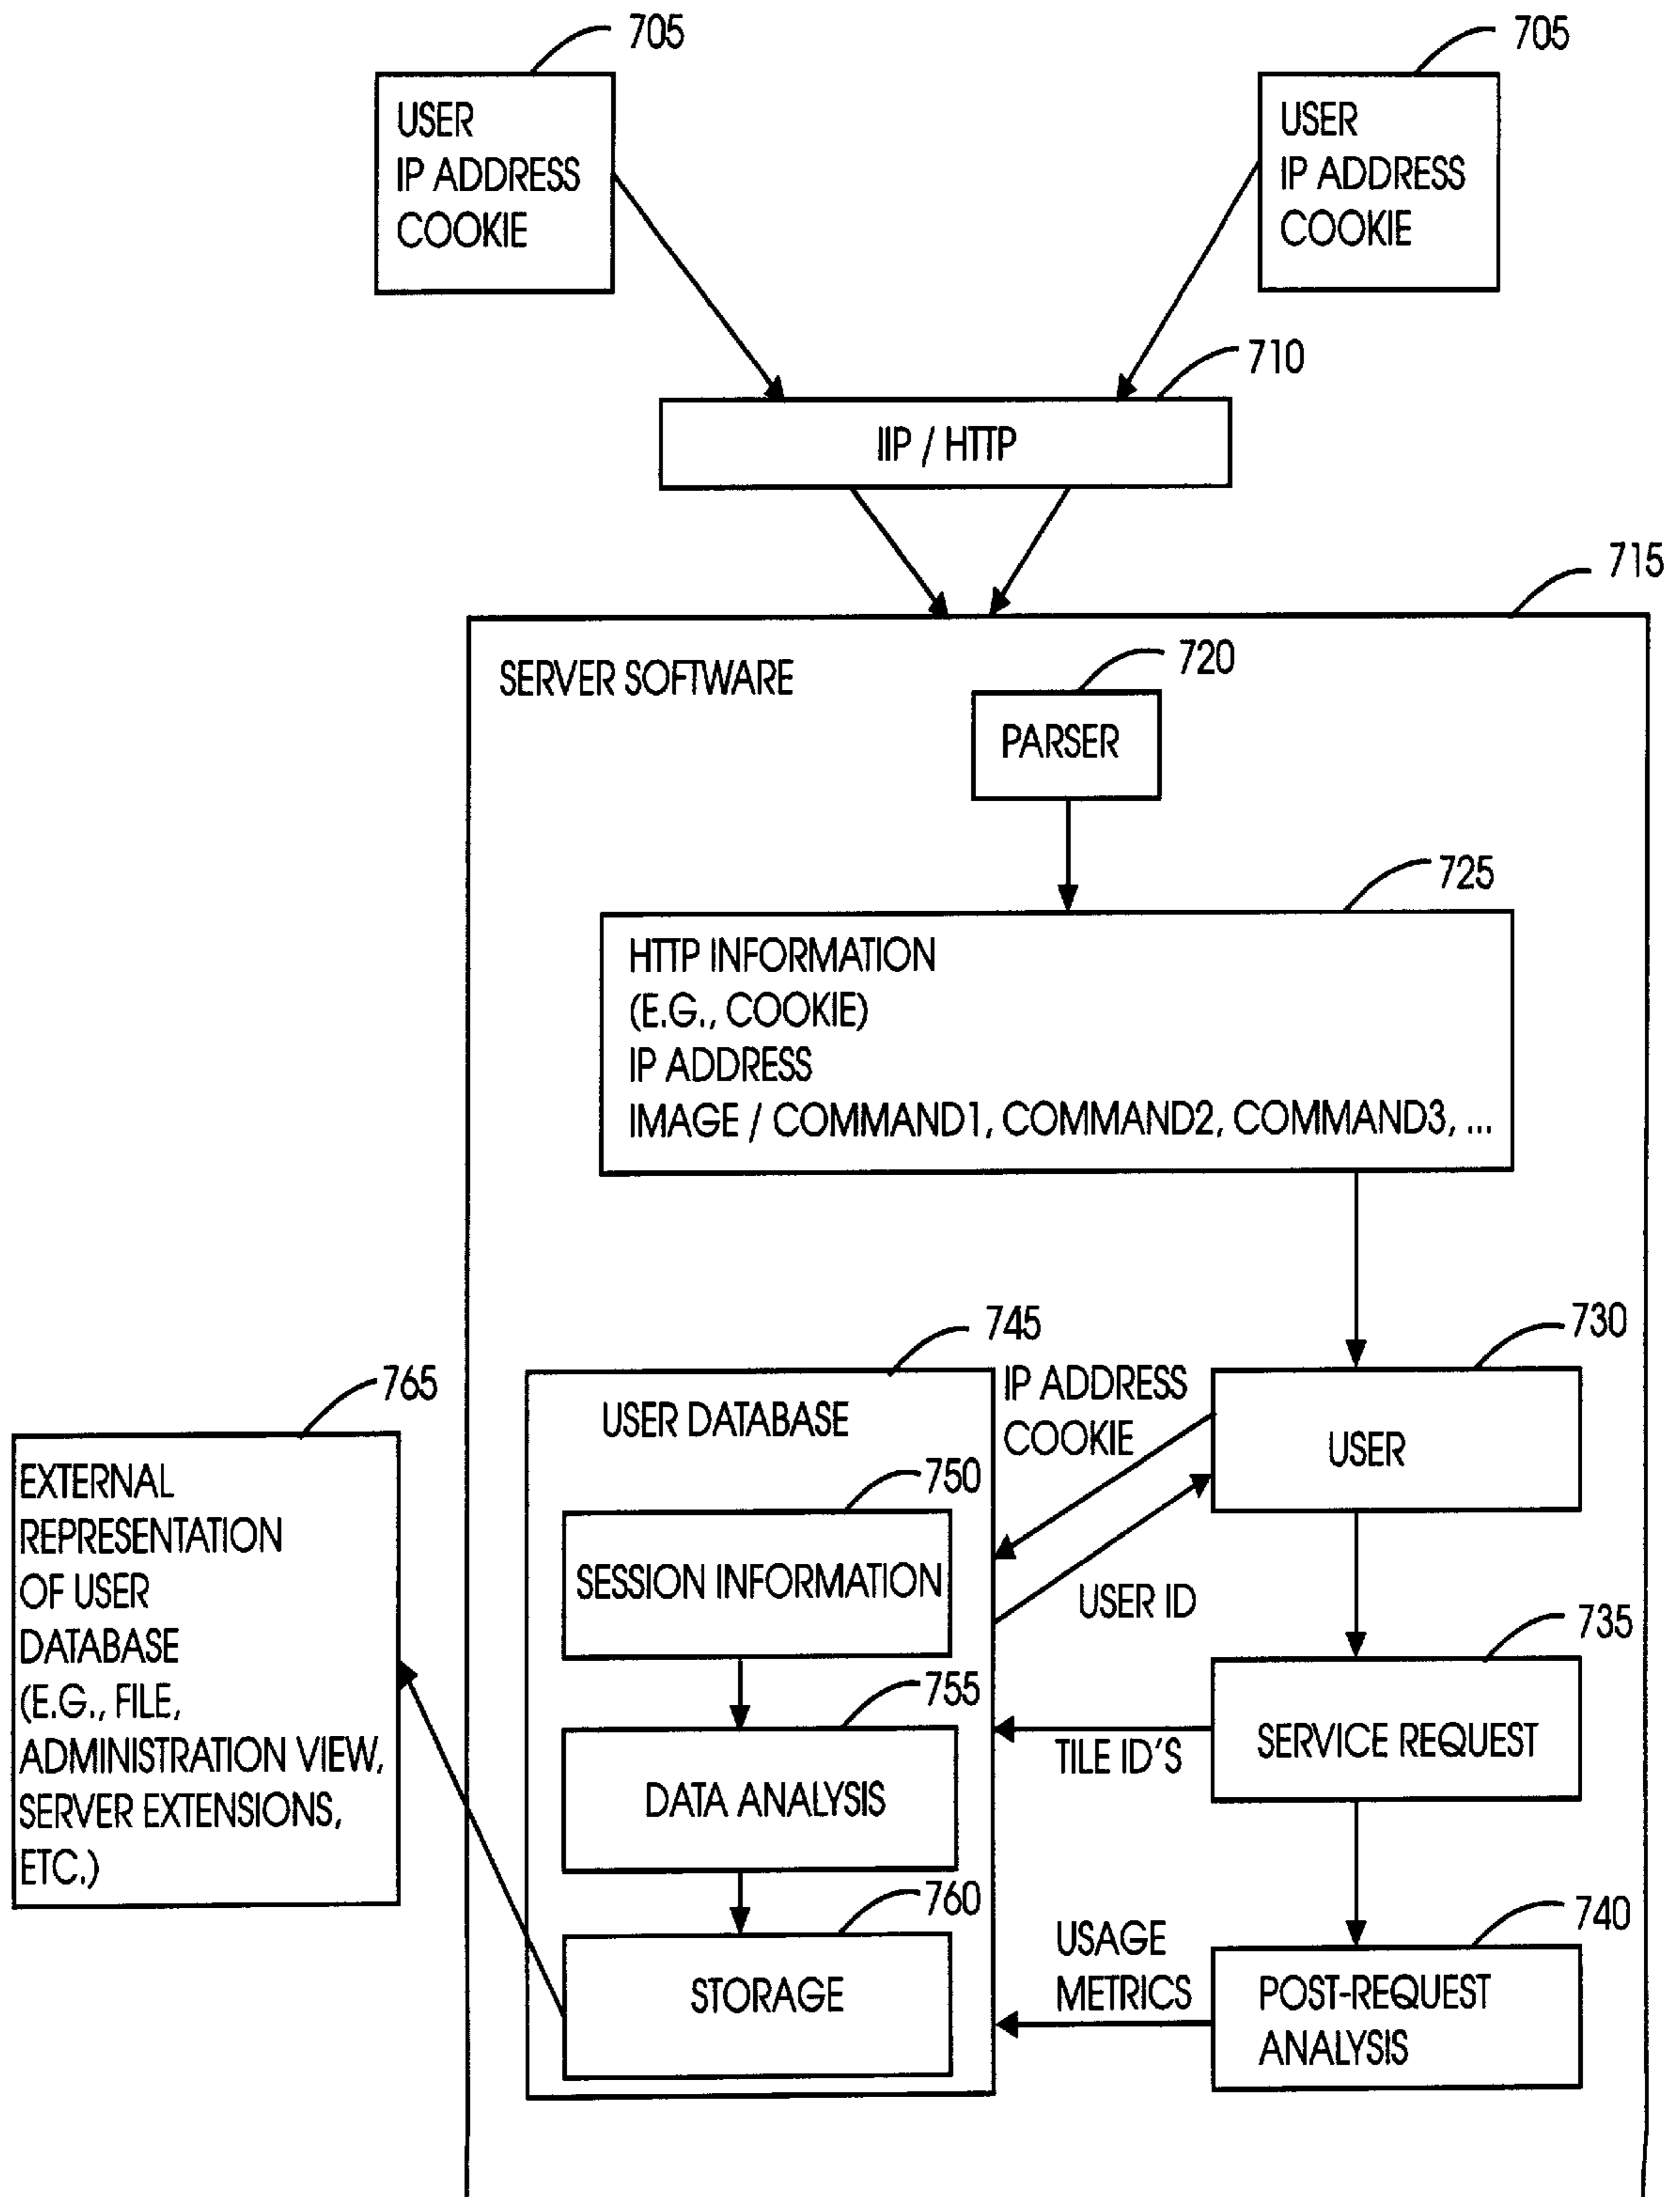 705
705
USER
IP ADDRESS
COOKIE
USER
IP ADDRESS
COOKIE
710
IIP / HTTP
715
SERVER SOFTWARE
720
PARSER
725
HTTP INFORMATION
(E.G., COOKIE)
IP ADDRESS
IMAGE / COMMAND1, COMMAND2, COMMAND3, ...
730
USER
745
USER DATABASE
IP ADDRESS
COOKIE
USER ID
750
SESSION INFORMATION
735
SERVICE REQUEST
TILE ID'S
755
DATA ANALYSIS
760
STORAGE
740
POST-REQUEST
ANALYSIS
USAGE
METRICS
765
EXTERNAL
REPRESENTATION
OF USER
DATABASE
(E.G., FILE,
ADMINISTRATION VIEW,
SERVER EXTENSIONS,
ETC.)